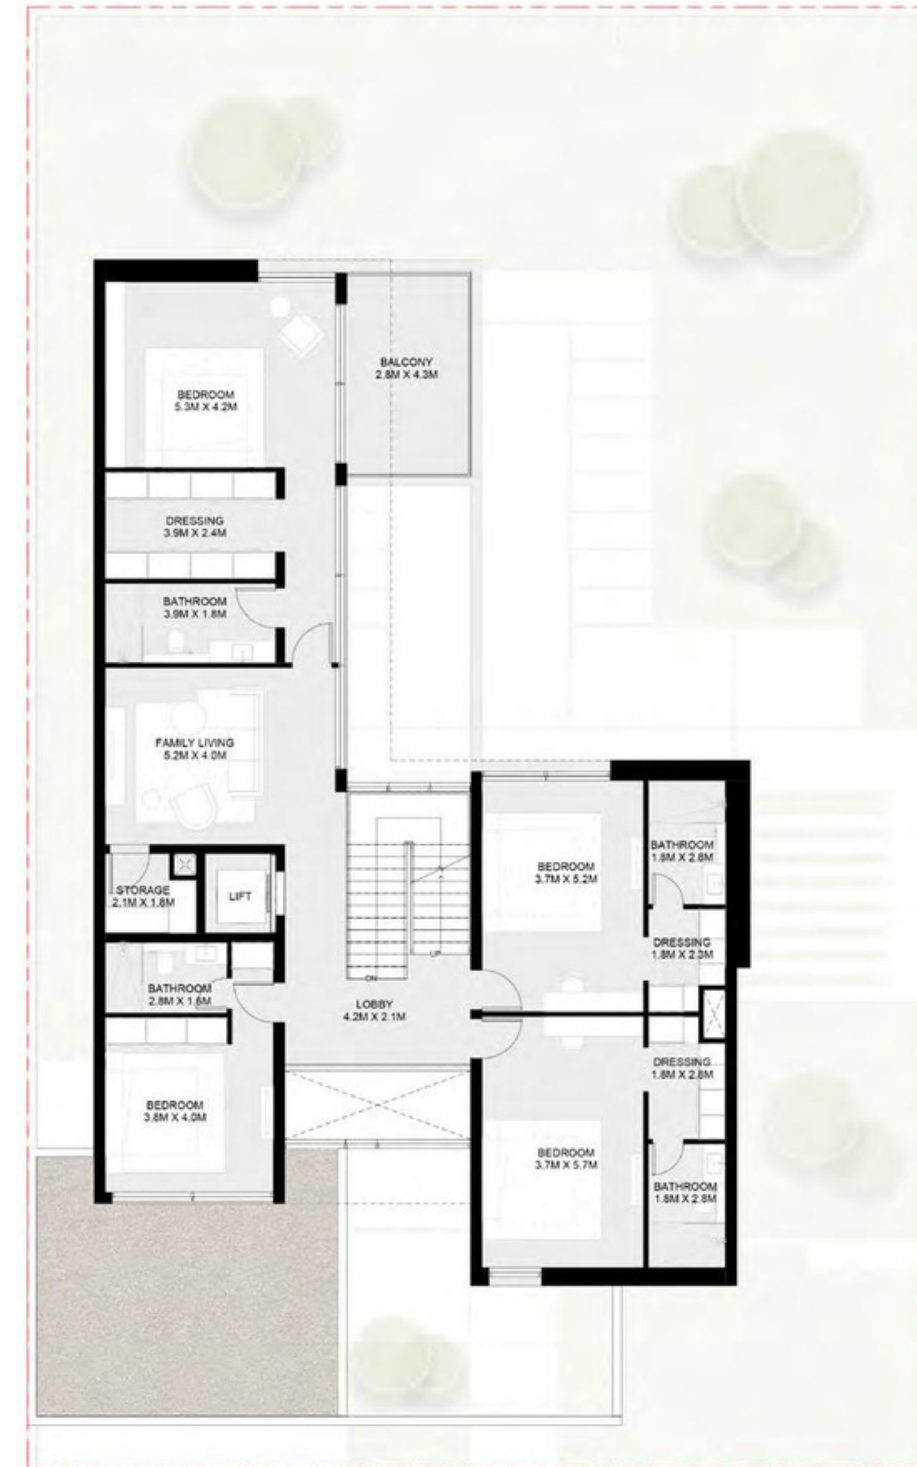 BALCONY
2.8M X 4.3M
BEDROOM
5.3M X 4.2M
DRESSING
3.9M X 2.4M
BATHROOM
3.9M X 1.8M
FAMILY LIVING
5.2M X 4.0M
STORAGE
2.1M X 1.8M
LIFT
BEDROOM
3.7M X 5.2M
BATHROOM
1.8M X 2.8M
DRESSING
1.8M X 2.3M
UP
DN
BATHROOM
2.8M X 1.6M
LOBBY
4.2M X 2.1M
DRESSING
1.8M X 2.8M
BEDROOM
3.8M X 4.0M
BEDROOM
3.7M X 5.7M
BATHROOM
1.8M X 2.8M